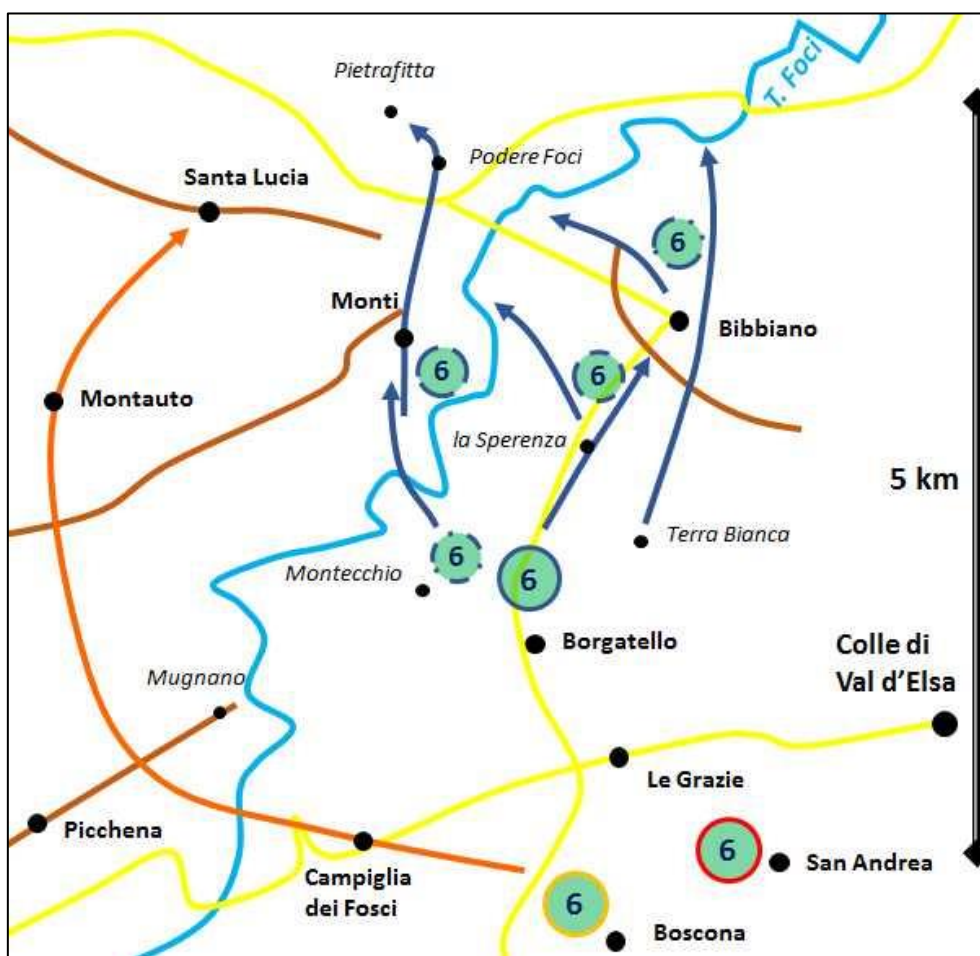 T. Foci
Pietrafitta
Podere Foci
Santa Lucia
6
Monti
Bibbiano
6
6
Montauto
la Sperenza
5 km
Terra Bianca
6
6
Montecchio
Borgatello
Colle di
Val d'Elsa
Mugnano
Le Grazie
Picchena
6
San Andrea
Campiglia
dei Fosci
6
Boscona